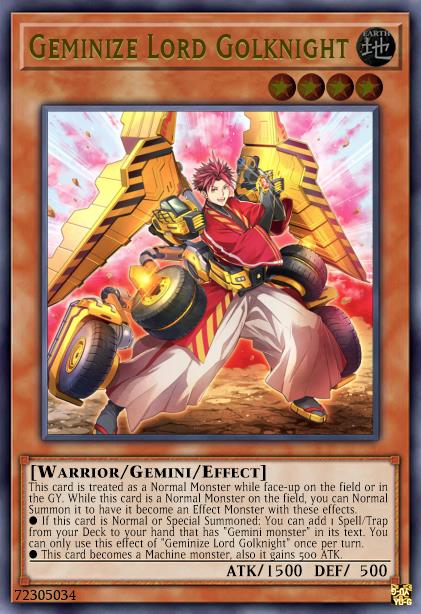 Geminize Lord Golknight
EARTH
地
[Warrior/Gemini/Effect]
This card is treated as a Normal Monster while face-up on the field or in
the GY. While this card is a Normal Monster on the field, you can Normal
Summon it to have it become an Effect Monster with these effects.
● If this card is Normal or Special Summoned: You can add 1 Spell/Trap
from your Deck to your hand that has "Gemini monster" in its text. You
can only use this effect of "Geminize Lord Golknight" once per turn.
● This card becomes a Machine monster, also it gains 500 ATK.
ATK/1500 DEF/ 500
72305034